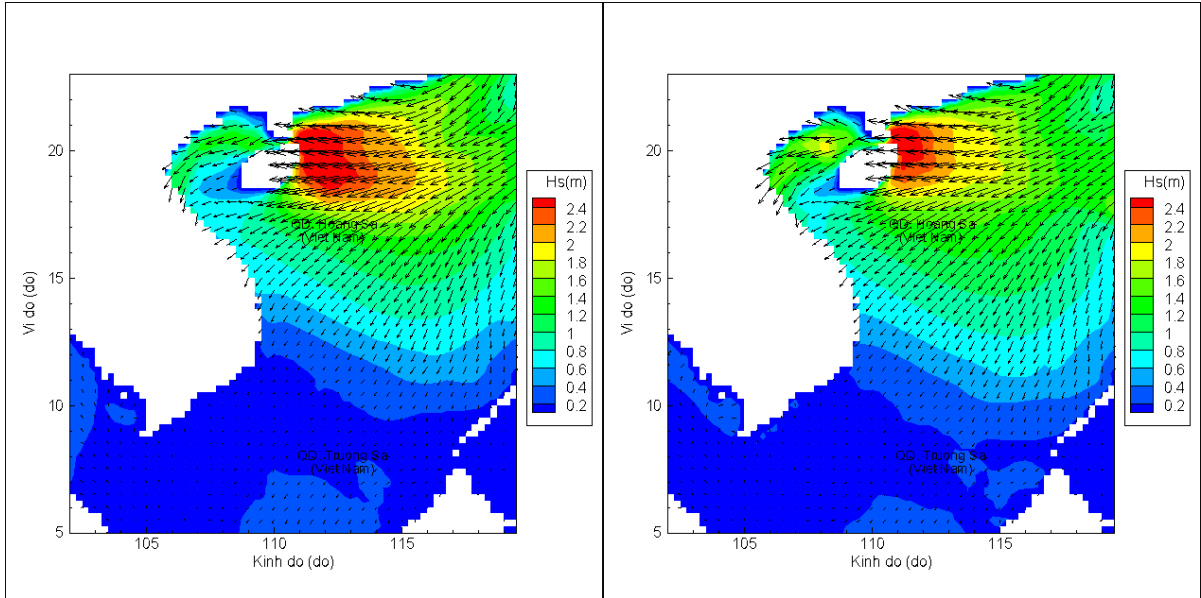 20
15
10
5
105
110
115
Vi do (do)
Kinh do (do)
QD. Hoang Sa
(Viet Nam)
QD. Truong Sa
(Viet Nam)
Hs(m)
2.4
2.2
2
1.8
1.6
1.4
1.2
1
0.8
0.6
0.4
0.2
20
15
10
5
105
110
115
Vi do (do)
Kinh do (do)
QD. Hoang Sa
(Viet Nam)
QD. Truong Sa
(Viet Nam)
Hs(m)
2.4
2.2
2
1.8
1.6
1.4
1.2
1
0.8
0.6
0.4
0.2